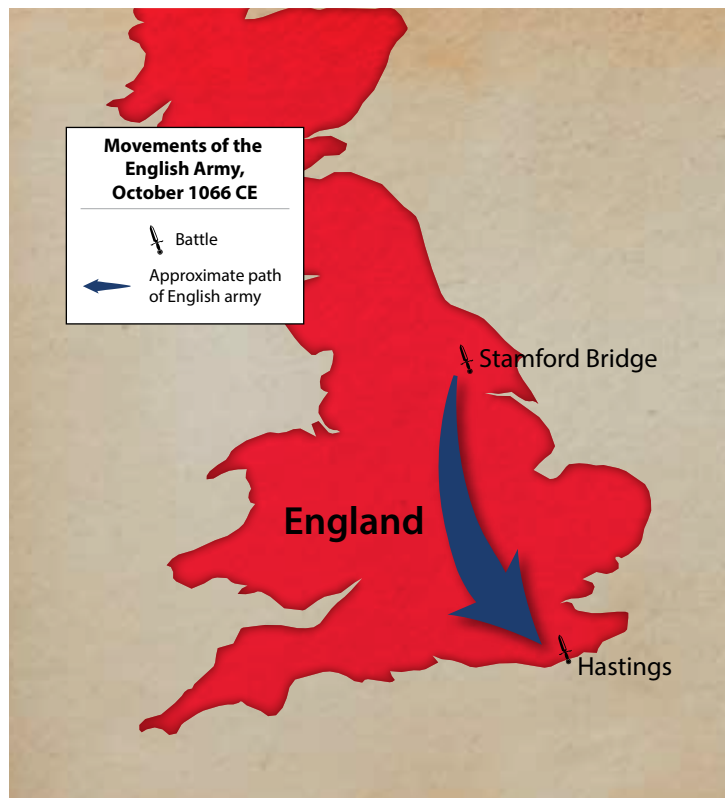 Movements of the
English Army,
October 1066 CE
Battle
Approximate path
of English army
Stamford Bridge
England
Hastings